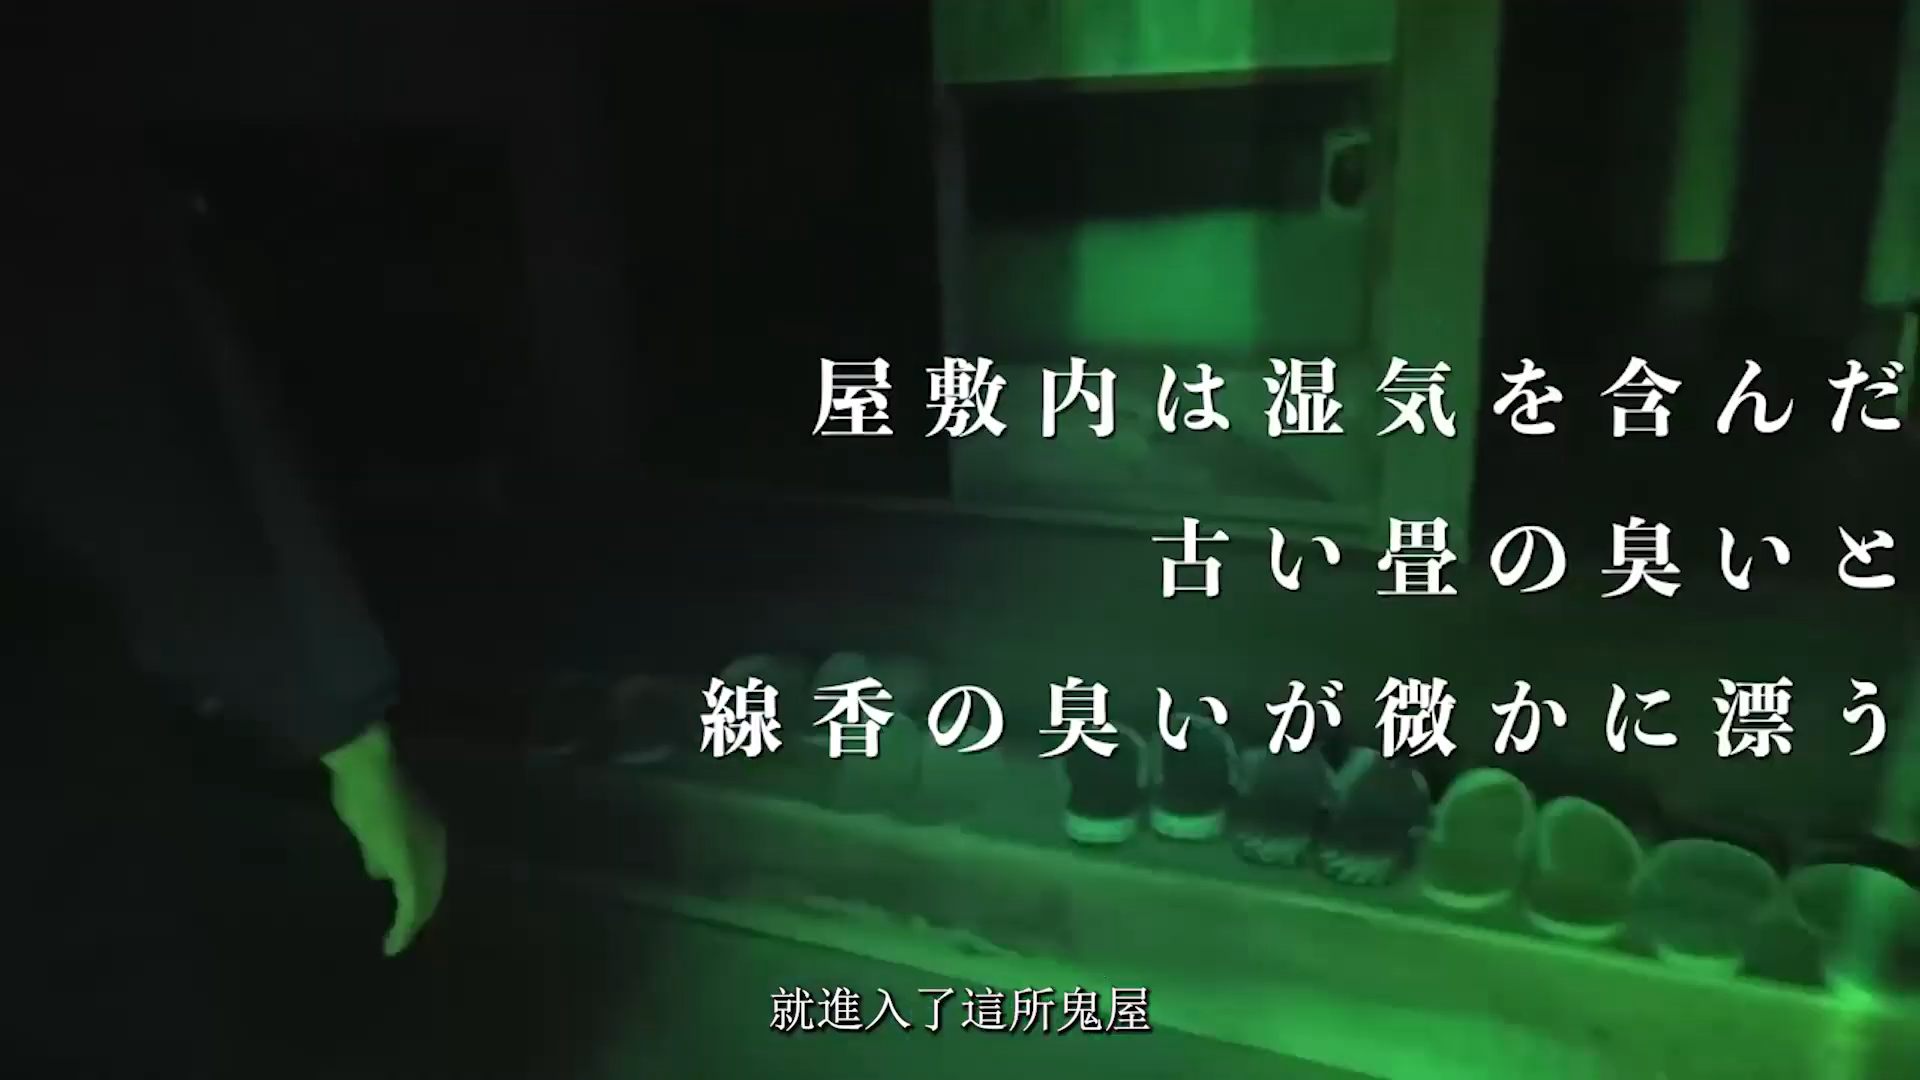 屋敷内は湿気を含んだ
古い畳の臭いと
線香の臭いが微かに漂う
就進入了這所鬼屋